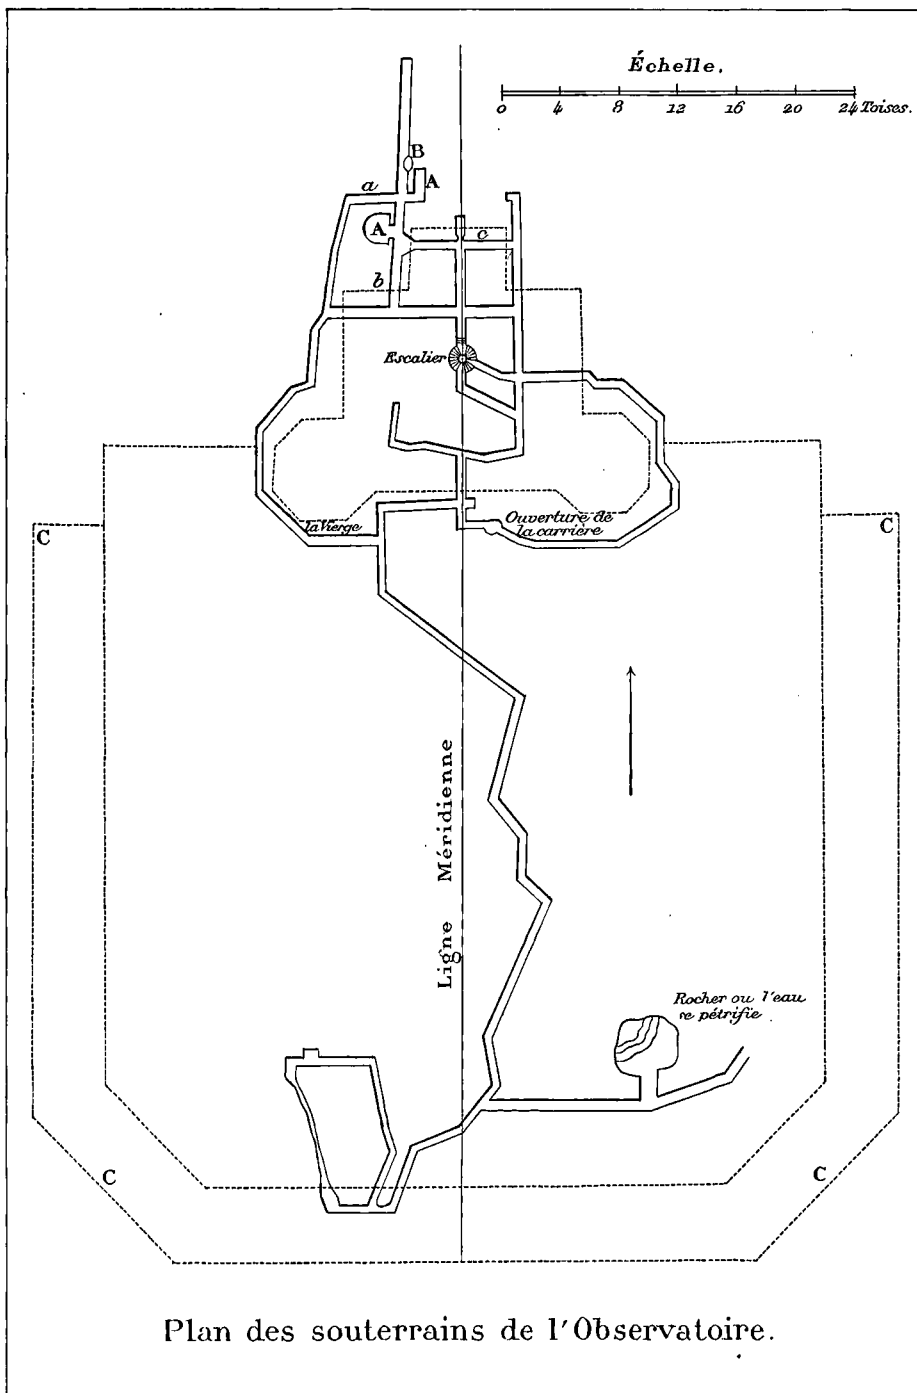 Échelle.
0 4 8 12 16 20 24 Toises.
B
a
A
A
c
b
Escalier
la Vierge
Ouverture de
la carrière
C
C
Ligne Méridienne
Rocher ou l'eau
se pétrifie
C
C
Plan des souterrains de l'Observatoire.